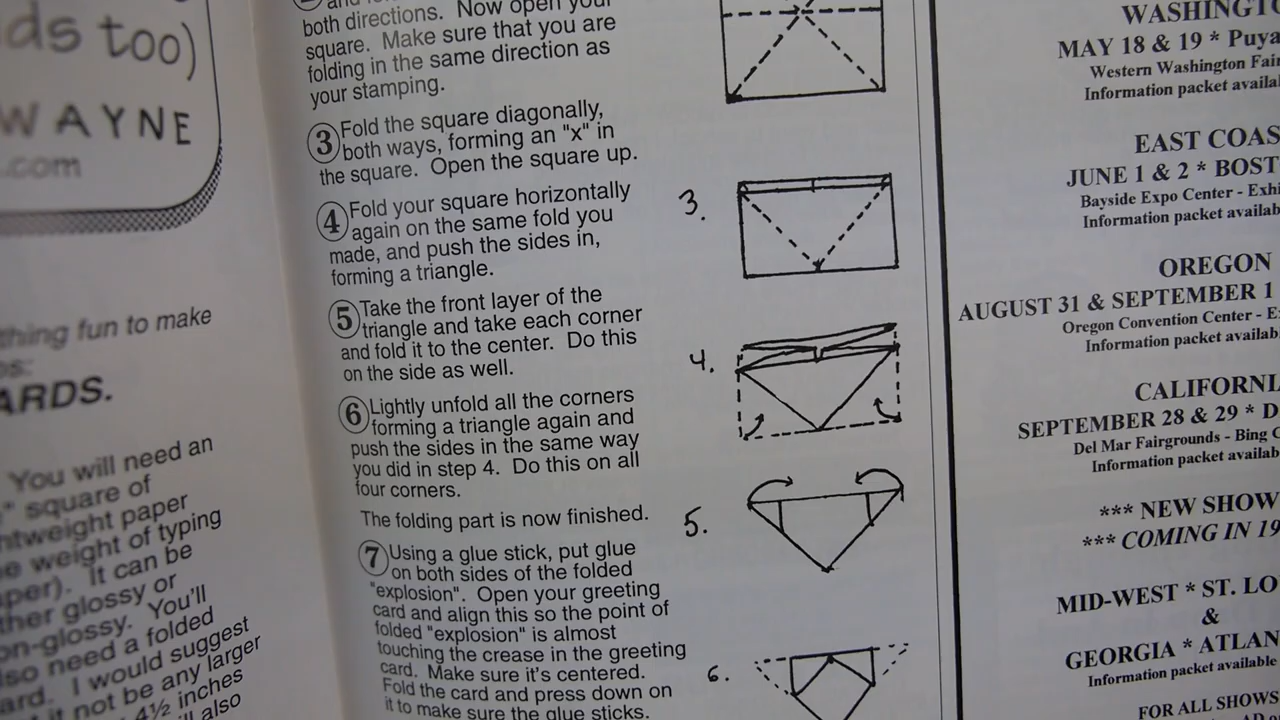 ds too)
WAYNE
.com
thing fun to make
ARDS.
You will need an
" square of
htweight paper
e weight of typing
aper). It can be
ther glossy or
on-glossy. You'll
lso need a folded
ard. I would suggest
it not be any larger
4½ inches
also
both directions. Now open your
square. Make sure that you are
folding in the same direction as
your stamping.
3 Fold the square diagonally,
both ways, forming an "x" in
the square. Open the square up.
4 Fold your square horizontally
again on the same fold you
made, and push the sides in,
forming a triangle.
5 Take the front layer of the
triangle and take each corner
and fold it to the center. Do this
on the side as well.
6 Lightly unfold all the corners
forming a triangle again and
push the sides in the same way
you did in step 4. Do this on all
four corners.
The folding part is now finished.
7 Using a glue stick, put glue
on both sides of the folded
"explosion". Open your greeting
card and align this so the point of
folded "explosion" is almost
touching the crease in the greeting
card. Make sure it's centered.
Fold the card and press down on
it to make sure the glue sticks.
3.
4.
5.
6.
WASHINGTO
MAY 18 & 19 * Puya
Western Washington Fair
Information packet availal
EAST COAS
JUNE 1 & 2 * BOST
Bayside Expo Center - Exhi
Information packet availab
OREGON
AUGUST 31 & SEPTEMBER 1
Oregon Convention Center - E
Information packet availab
CALIFORNI
SEPTEMBER 28 & 29 * D
Del Mar Fairgrounds - Bing C
Information packet availab
*** NEW SHOW
*** COMING IN 19
MID-WEST * ST. LO
&
GEORGIA * ATLAN
Information packet available
FOR ALL SHOWS